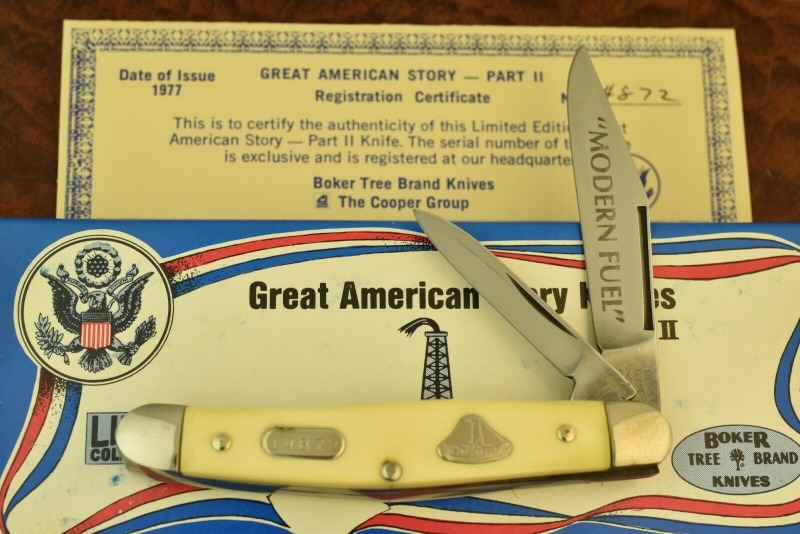 Date of Issue
1977
GREAT AMERICAN STORY — PART II
Registration Certificate
This is to certify the authenticity of this Limited
American Story — Part II Knife. The serial number of
is exclusive and is registered at our
Boker Tree Brand Knives
The Cooper Group
"MODERN FUEL"
Great American
II
BOKER
TREE BRAND
KNIVES